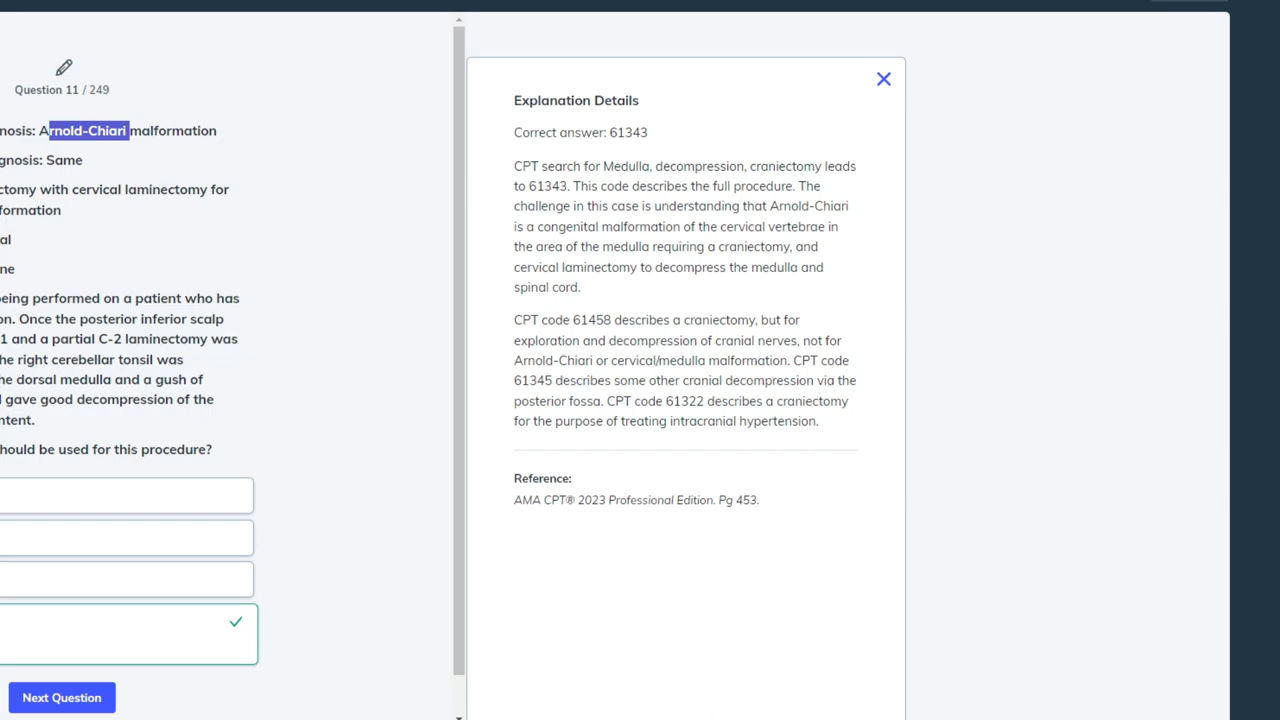 Question 11 / 249
nosis: Arnold-Chiari malformation
gnosis: Same
ctomy with cervical laminectomy for
formation
al
ne
being performed on a patient who has
on. Once the posterior inferior scalp
1 and a partial C-2 laminectomy was
he right cerebellar tonsil was
he dorsal medulla and a gush of
l gave good decompression of the
ntent.
hould be used for this procedure?
Next Question
Explanation Details
Correct answer: 61343
CPT search for Medulla, decompression, craniectomy leads
to 61343. This code describes the full procedure. The
challenge in this case is understanding that Arnold-Chiari
is a congenital malformation of the cervical vertebrae in
the area of the medulla requiring a craniectomy, and
cervical laminectomy to decompress the medulla and
spinal cord.
CPT code 61458 describes a craniectomy, but for
exploration and decompression of cranial nerves, not for
Arnold-Chiari or cervical/medulla malformation. CPT code
61345 describes some other cranial decompression via the
posterior fossa. CPT code 61322 describes a craniectomy
for the purpose of treating intracranial hypertension.
Reference:
AMA CPT® 2023 Professional Edition. Pg 453.